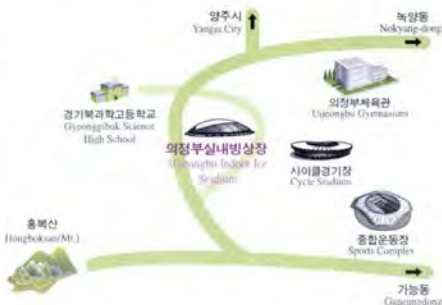 양주시
Yangju City
녹양동
Nokyang-dong
경기북과학고등학교
Gyeonggibuk Science
High School
의정부체육관
Uijeongbu Gymnasium
의정부실내빙상장
Uijeongbu Indoor Ice
Stadium
사이클경기장
Cycle Stadium
홍복산
Hongboksan(Mt.)
종합운동장
Sports Complex
가능동